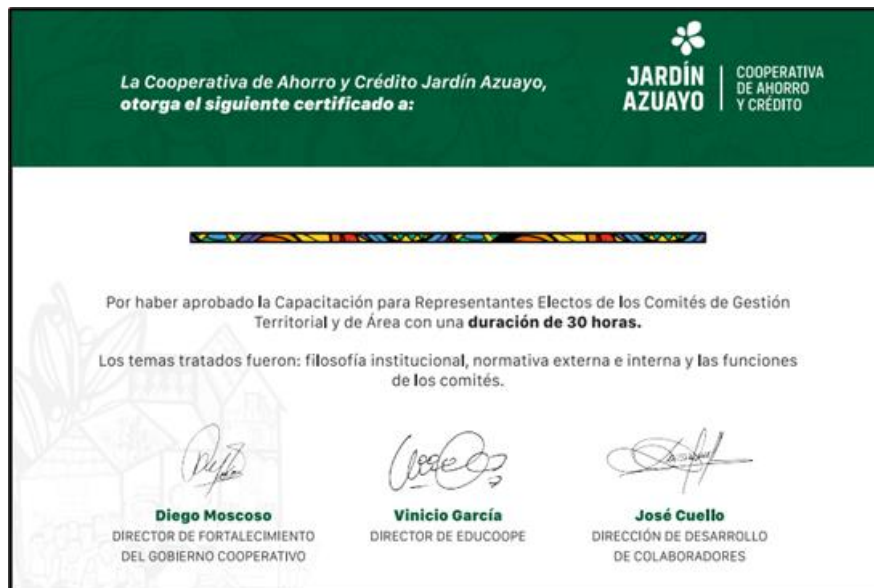 La Cooperativa de Ahorro y Crédito Jardín Azuayo,
otorga el siguiente certificado a:
JARDÍN
AZUAYO
COOPERATIVA
DE AHORRO
Y CRÉDITO
Por haber aprobado la Capacitación para Representantes Electos de los Comités de Gestión
Territorial y de Área con una duración de 30 horas.
Los temas tratados fueron: filosofía institucional, normativa externa e interna y las funciones
de los comités.
Diego Moscoso
DIRECTOR DE FORTALECIMIENTO
DEL GOBIERNO COOPERATIVO
Vinicio García
DIRECTOR DE EDUCOOPE
José Cuello
DIRECCIÓN DE DESARROLLO
DE COLABORADORES